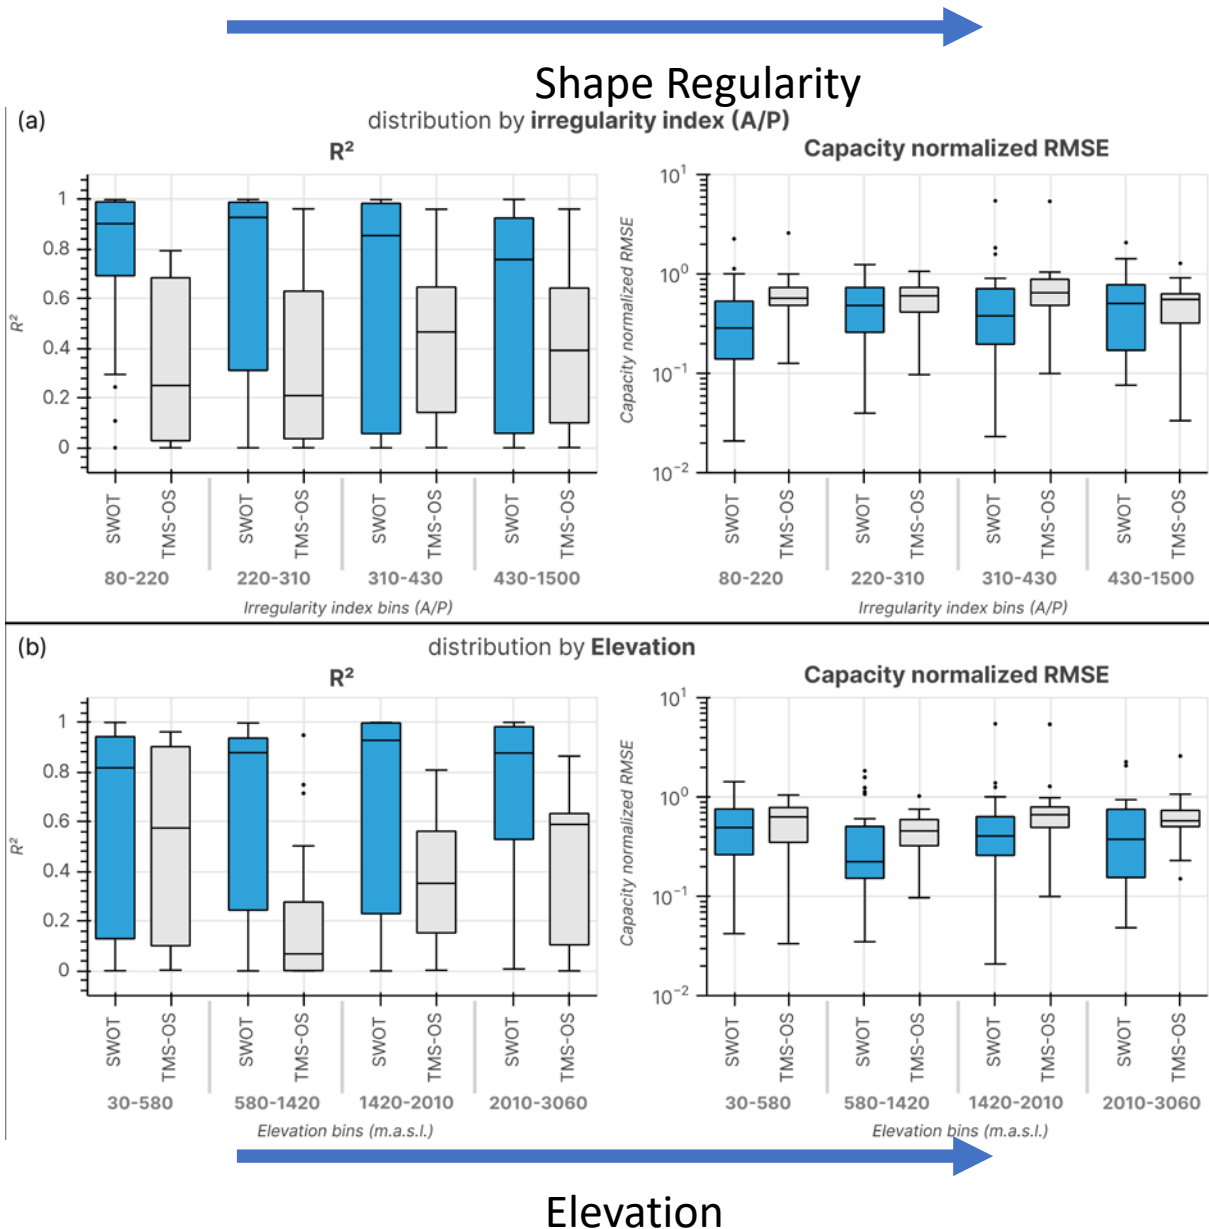 Shape Regularity
(a)
distribution by irregularity index (A/P)
R²
Capacity normalized RMSE
R²
1
0.8
0.6
0.4
0.2
0
SWOT
TMS-OS
SWOT
TMS-OS
SWOT
TMS-OS
SWOT
TMS-OS
80-220
220-310
310-430
430-1500
Irregularity index bins (A/P)
Capacity normalized RMSE
10¹
10⁰
10⁻¹
10⁻²
SWOT
TMS-OS
SWOT
TMS-OS
SWOT
TMS-OS
SWOT
TMS-OS
80-220
220-310
310-430
430-1500
Irregularity index bins (A/P)
(b)
distribution by Elevation
R²
Capacity normalized RMSE
R²
1
0.8
0.6
0.4
0.2
0
SWOT
TMS-OS
SWOT
TMS-OS
SWOT
TMS-OS
SWOT
TMS-OS
30-580
580-1420
1420-2010
2010-3060
Elevation bins (m.a.s.l.)
Capacity normalized RMSE
10¹
10⁰
10⁻¹
10⁻²
SWOT
TMS-OS
SWOT
TMS-OS
SWOT
TMS-OS
SWOT
TMS-OS
30-580
580-1420
1420-2010
2010-3060
Elevation bins (m.a.s.l.)
Elevation